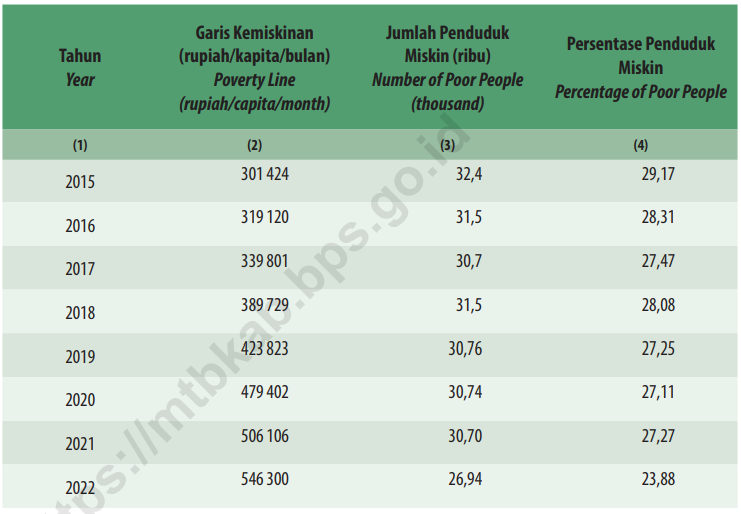 Tahun
Year
Garis Kemiskinan
(rupiah/kapita/bulan)
Poverty Line
(rupiah/capita/month)
Jumlah Penduduk
Miskin (ribu)
Number of Poor People
(thousand)
Persentase Penduduk
Miskin
Percentage of Poor People
(1) (2) (3) (4)
2015 301 424 32,4 29,17
2016 319 120 31,5 28,31
2017 339 801 30,7 27,47
2018 389 729 31,5 28,08
2019 423 823 30,76 27,25
2020 479 402 30,74 27,11
2021 506 106 30,70 27,27
2022 546 300 26,94 23,88
https://mtbkab.bps.go.id